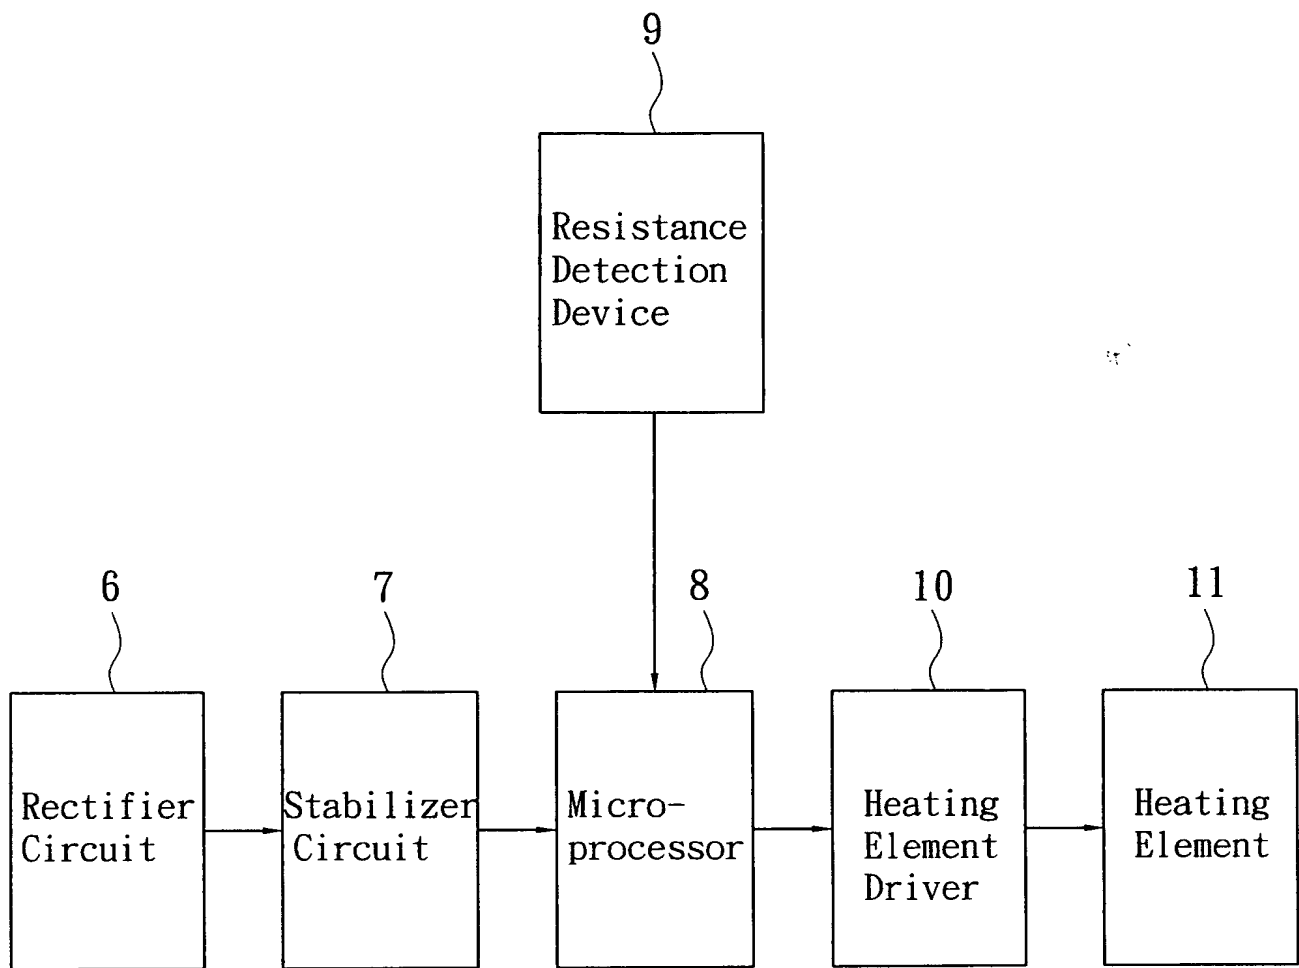 9
Resistance
Detection
Device
6
7
8
10
11
Rectifier
Circuit
Stabilizer
Circuit
Micro-
processor
Heating
Element
Driver
Heating
Element